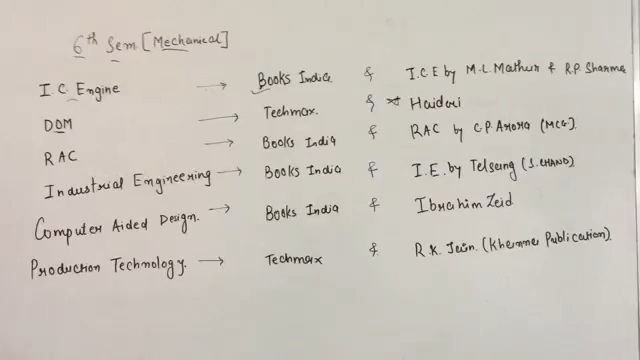 6th Sem [Mechanical]
I.C. Engine → Books India & I.C.E by M.L. Mathur & R.P. Sharma
DOM → Techmax. & Haideri
RAC → Books India & RAC by C.P. Arora (MCG).
Industrial Engineering → Books India & I.E. by Telsang (S.CHAND)
Computer Aided Design. → Books India & Ibrahim Zeid
Production Technology. → Techmax & R.K. Jain. (Khanna Publication).